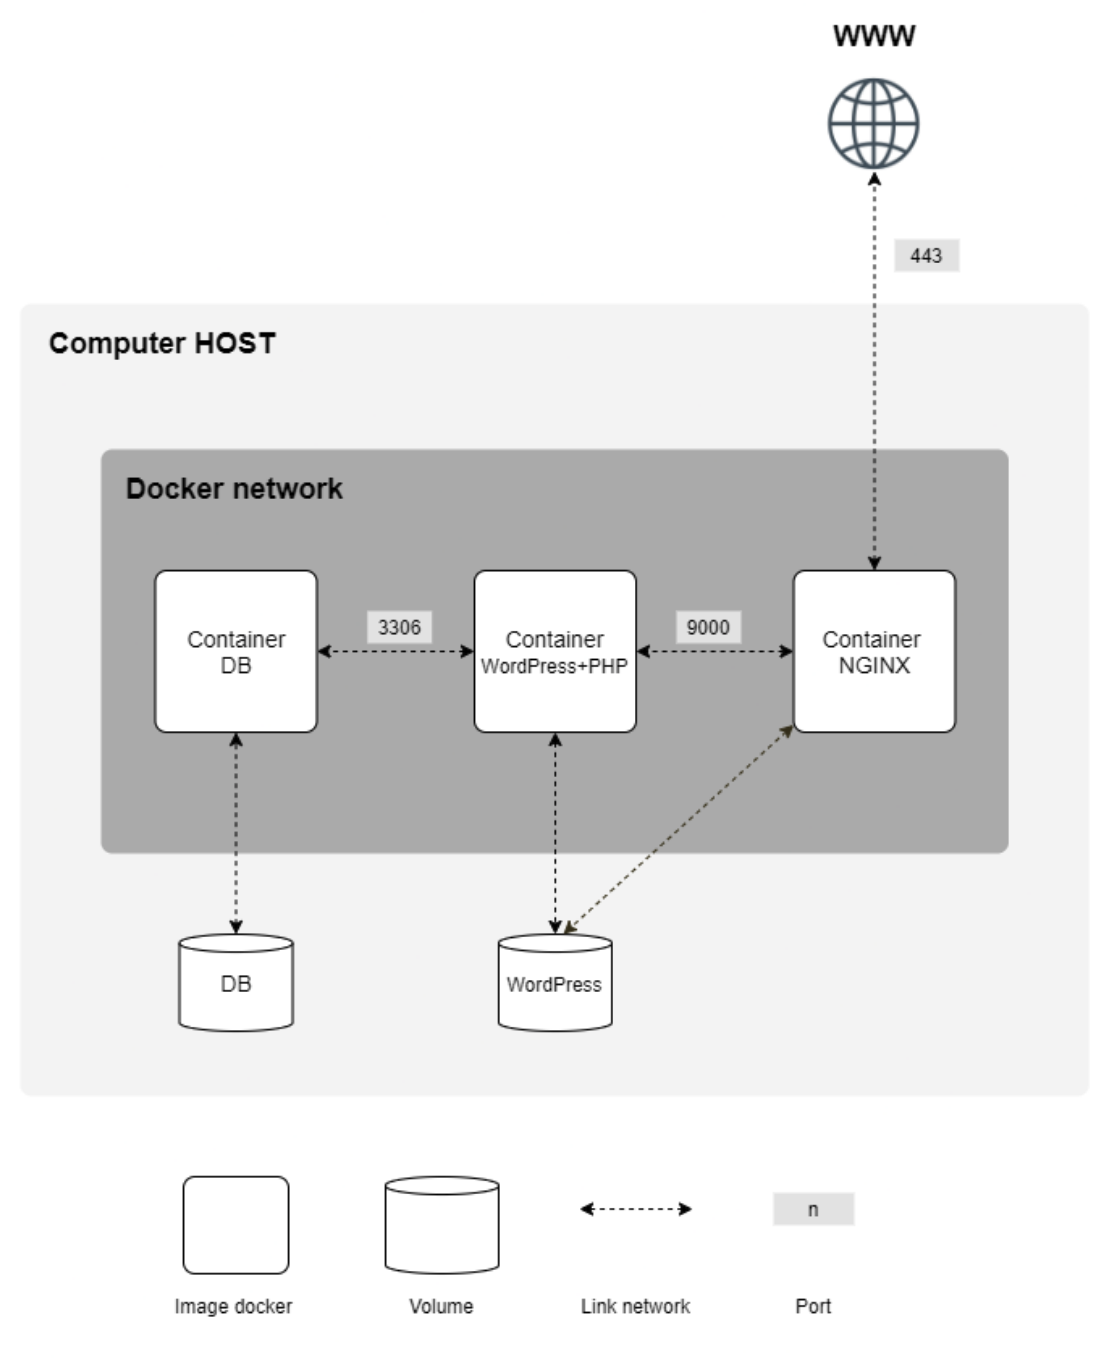 WWW
443
Computer HOST
Docker network
3306
9000
Container
DB
Container
WordPress+PHP
Container
NGINX
DB
WordPress
n
Image docker
Volume
Link network
Port